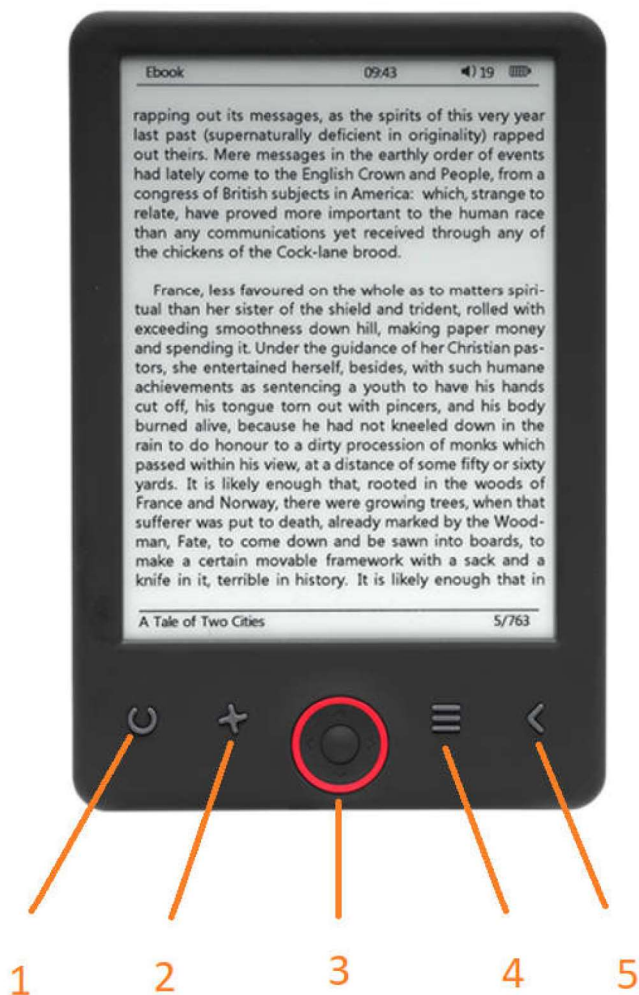 Ebook 09:43 19
rapping out its messages, as the spirits of this very year
last past (supernaturally deficient in originality) rapped
out theirs. Mere messages in the earthly order of events
had lately come to the English Crown and People, from a
congress of British subjects in America: which, strange to
relate, have proved more important to the human race
than any communications yet received through any of
the chickens of the Cock-lane brood.
France, less favoured on the whole as to matters spiri-
tual than her sister of the shield and trident, rolled with
exceeding smoothness down hill, making paper money
and spending it. Under the guidance of her Christian pas-
tors, she entertained herself, besides, with such humane
achievements as sentencing a youth to have his hands
cut off, his tongue torn out with pincers, and his body
burned alive, because he had not kneeled down in the
rain to do honour to a dirty procession of monks which
passed within his view, at a distance of some fifty or sixty
yards. It is likely enough that, rooted in the woods of
France and Norway, there were growing trees, when that
sufferer was put to death, already marked by the Wood-
man, Fate, to come down and be sawn into boards, to
make a certain movable framework with a sack and a
knife in it, terrible in history. It is likely enough that in
A Tale of Two Cities 5/763
1 2 3 4 5